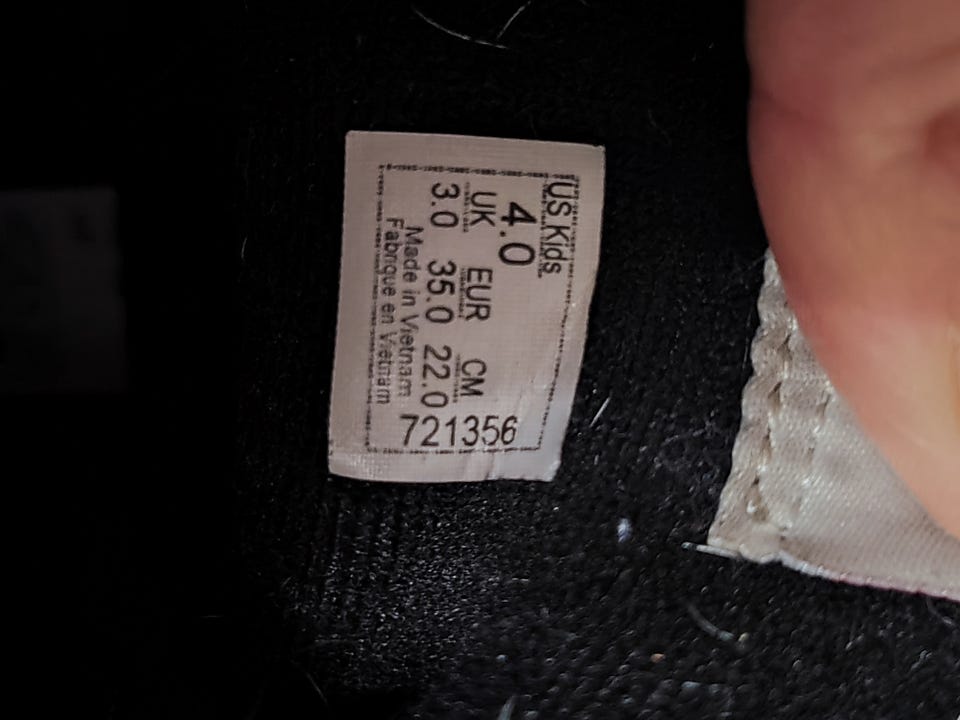 US Kids
4.0
UK EUR CM
3.0 35.0 22.0
Made in Vietnam
Fabrique en Vietnam
721356